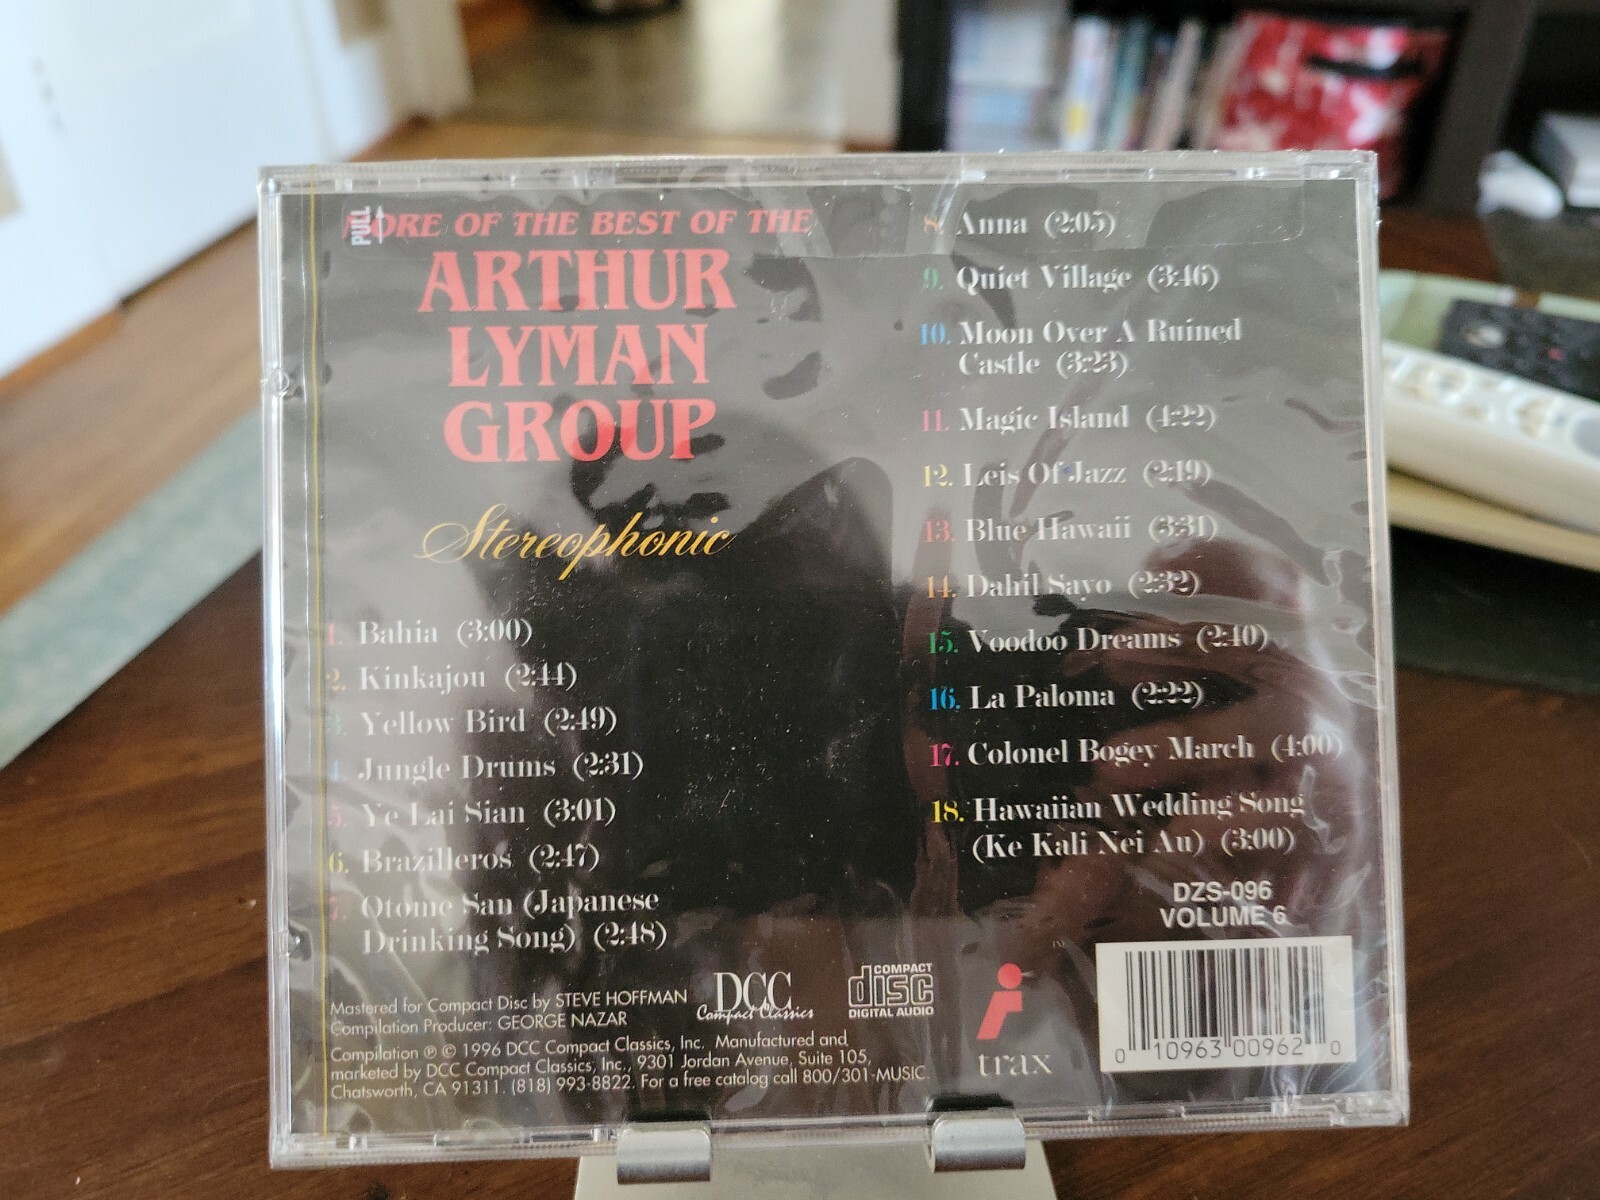 PULL
MORE OF THE BEST OF THE
ARTHUR
LYMAN
GROUP
Stereophonic
1. Bahia (3:00)
2. Kinkajou (2:44)
3. Yellow Bird (2:49)
4. Jungle Drums (2:31)
5. Ye Lai Sian (3:01)
6. Brazilleros (2:47)
7. Otome San (Japanese
Drinking Song) (2:48)
8. Anna (2:05)
9. Quiet Village (3:46)
10. Moon Over A Ruined
Castle (3:23)
11. Magic Island (4:22)
12. Leis Of Jazz (2:19)
13. Blue Hawaii (3:31)
14. Dahil Sayo (2:32)
15. Voodoo Dreams (2:40)
16. La Paloma (2:22)
17. Colonel Bogey March (4:00)
18. Hawaiian Wedding Song
(Ke Kali Nei Au) (3:00)
DZS-096
VOLUME 6
Mastered for Compact Disc by STEVE HOFFMAN
Compilation Producer: GEORGE NAZAR
Compilation ℗ © 1996 DCC Compact Classics, Inc. Manufactured and
marketed by DCC Compact Classics, Inc., 9301 Jordan Avenue, Suite 105,
Chatsworth, CA 91311. (818) 993-8822. For a free catalog call 800/301-MUSIC.
DCC
Compact Classics
COMPACT
disc
DIGITAL AUDIO
TM
trax
0 10963 00962 0